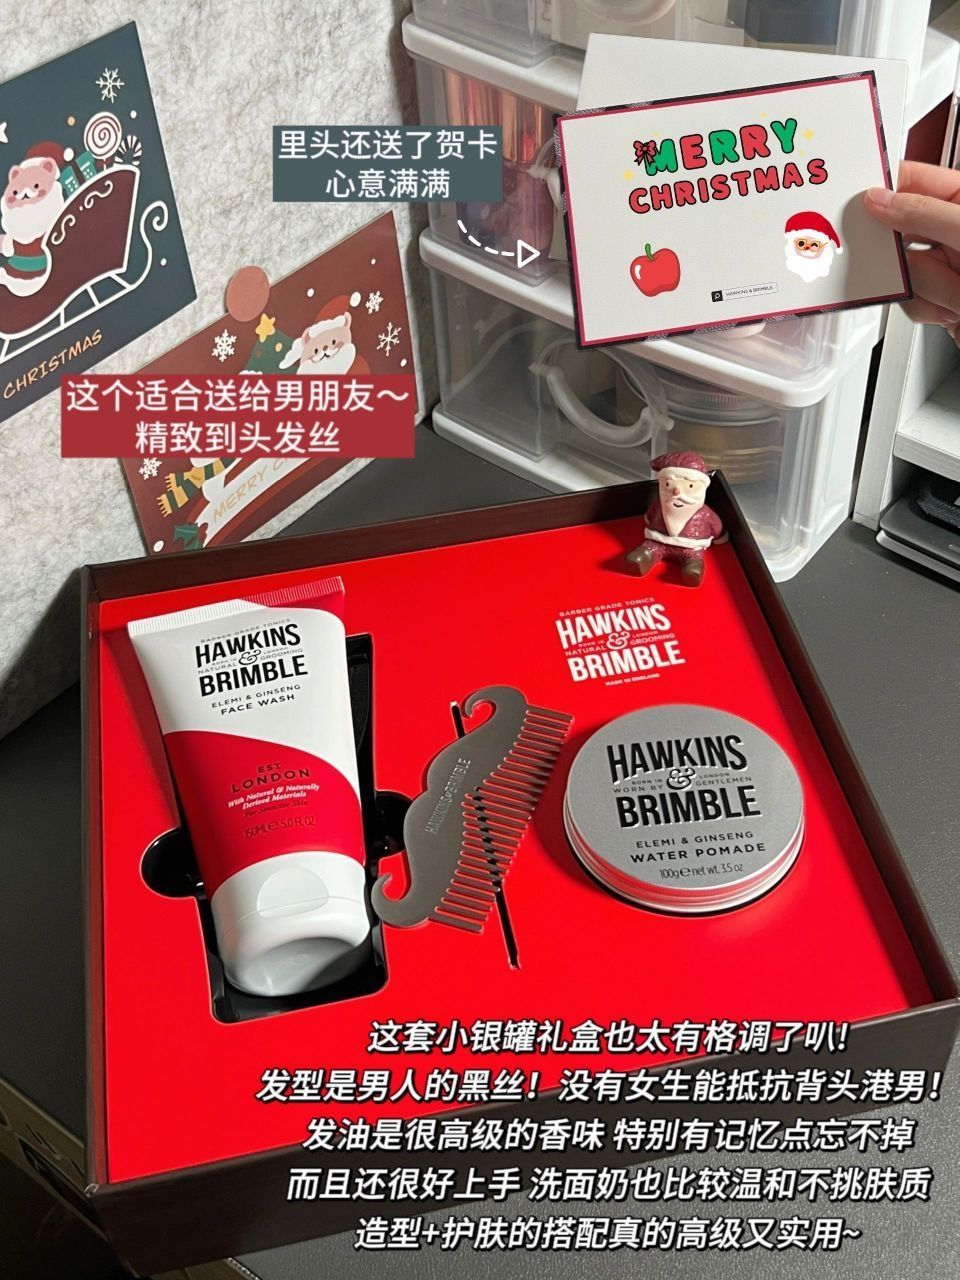 里头还送了贺卡
心意满满
MERRY
CHRISTMAS
HAWKINS & BRIMBLE
CHRISTMAS
这个适合送给男朋友～
精致到头发丝
MERRY C
BARBER GRADE TONICS
HAWKINS
BORN IN & LONDON
NATURAL GROOMING
BRIMBLE
ELEMI & GINSENG
FACE WASH
EST
LONDON
With Natural & Naturally
Derived Materials
For Sensitive Skin
150ML e 5.0 Fl. oz
HAWKINS & BRIMBLE
BARBER GRADE TONICS
HAWKINS
BORN IN & LONDON
NATURAL GROOMING
BRIMBLE
MADE IN ENGLAND
HAWKINS
BORN IN & LONDON
WORN BY GENTLEMEN
BRIMBLE
ELEMI & GINSENG
WATER POMADE
100g e net wt. 3.5 oz
这套小银罐礼盒也太有格调了叭!
发型是男人的黑丝！没有女生能抵抗背头港男!
发油是很高级的香味 特别有记忆点忘不掉
而且还很好上手 洗面奶也比较温和不挑肤质
造型+护肤的搭配真的高级又实用~